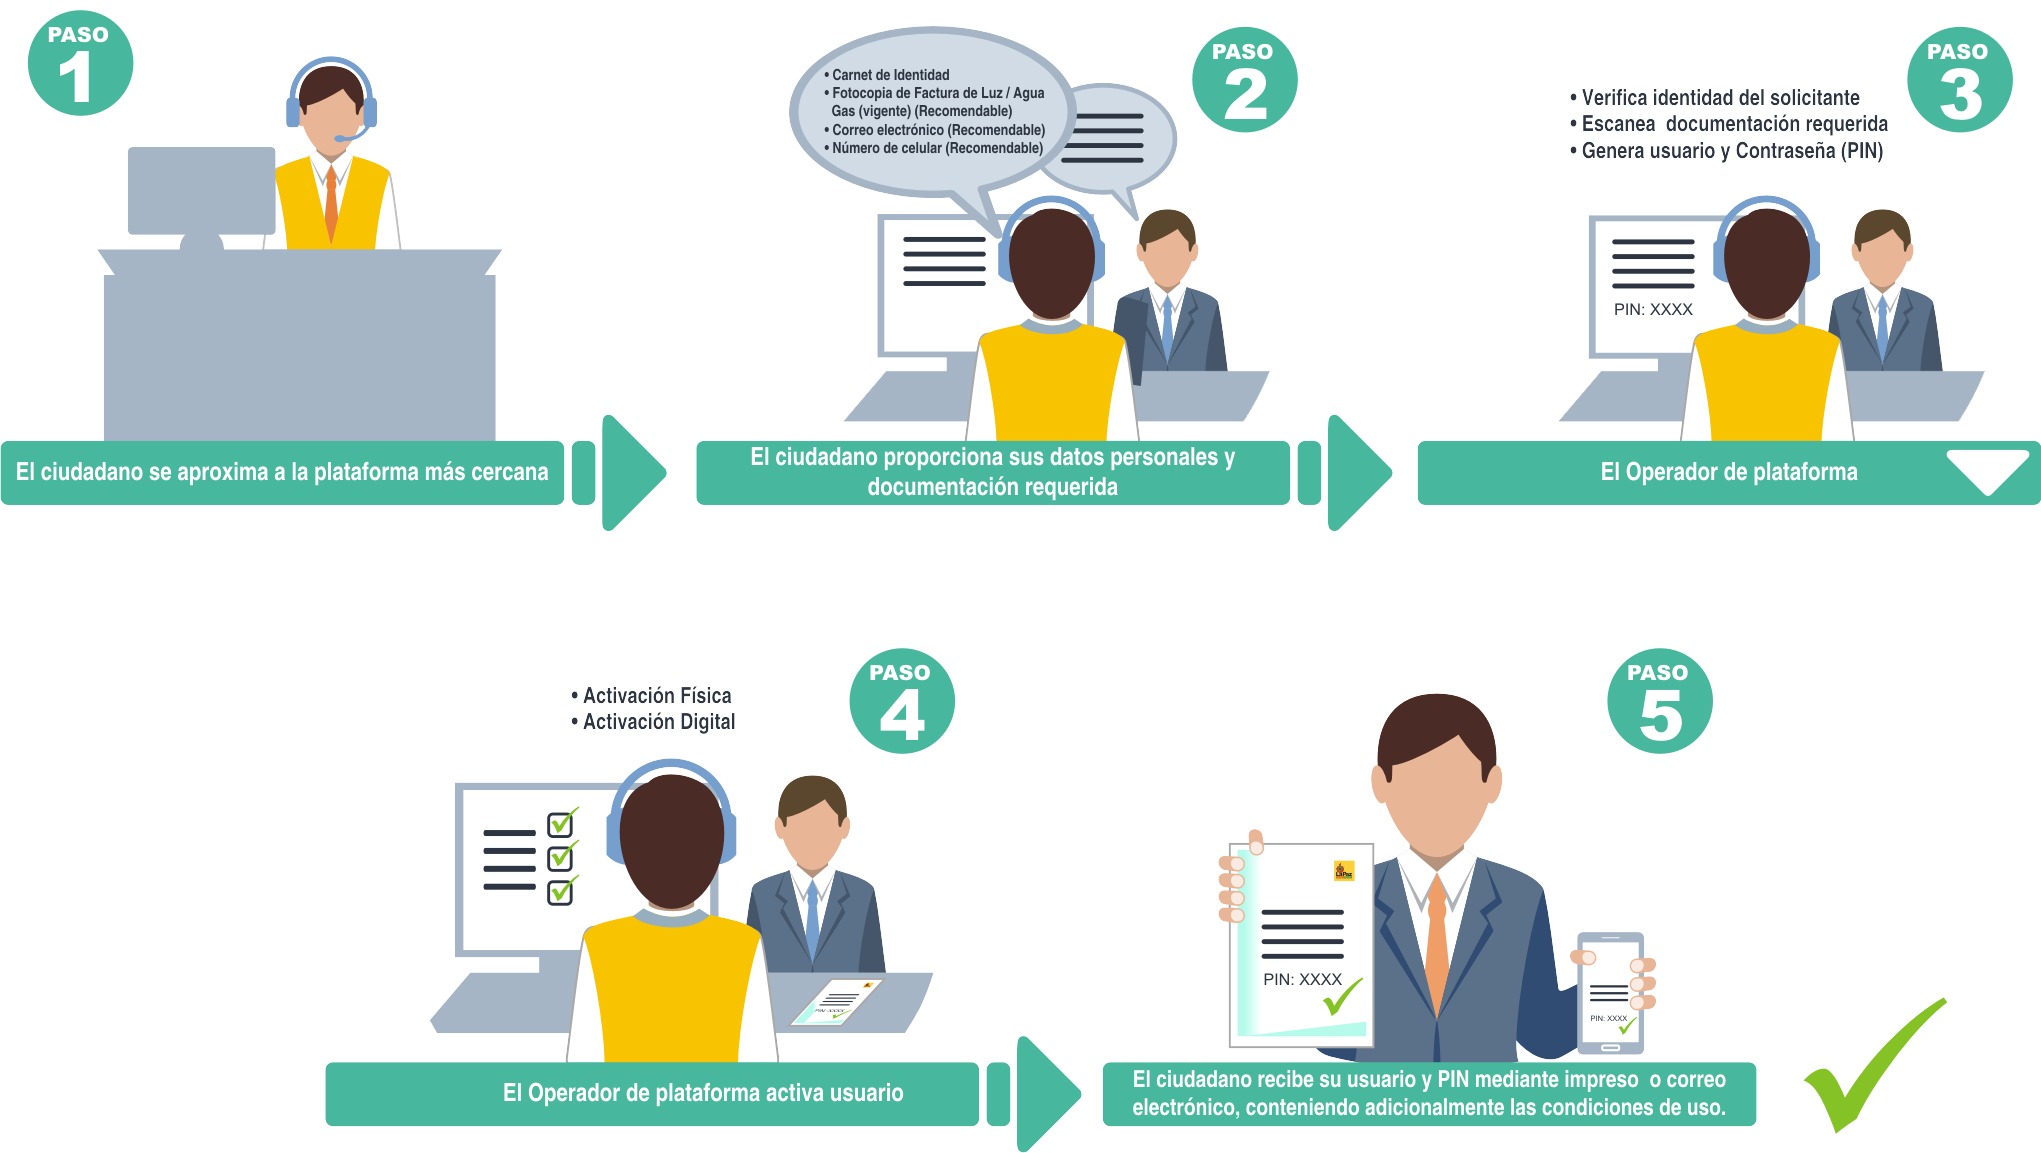 PASO
1
El ciudadano se aproxima a la plataforma más cercana
PASO
2
• Carnet de Identidad
• Fotocopia de Factura de Luz / Agua
Gas (vigente) (Recomendable)
• Correo electrónico (Recomendable)
• Número de celular (Recomendable)
El ciudadano proporciona sus datos personales y
documentación requerida
PASO
3
• Verifica identidad del solicitante
• Escanea documentación requerida
• Genera usuario y Contraseña (PIN)
PIN: XXXX
El Operador de plataforma
PASO
4
• Activación Física
• Activación Digital
PIN: XXXX
El Operador de plataforma activa usuario
PASO
5
LaPaz
PIN: XXXX
PIN: XXXX
El ciudadano recibe su usuario y PIN mediante impreso o correo
electrónico, conteniendo adicionalmente las condiciones de uso.